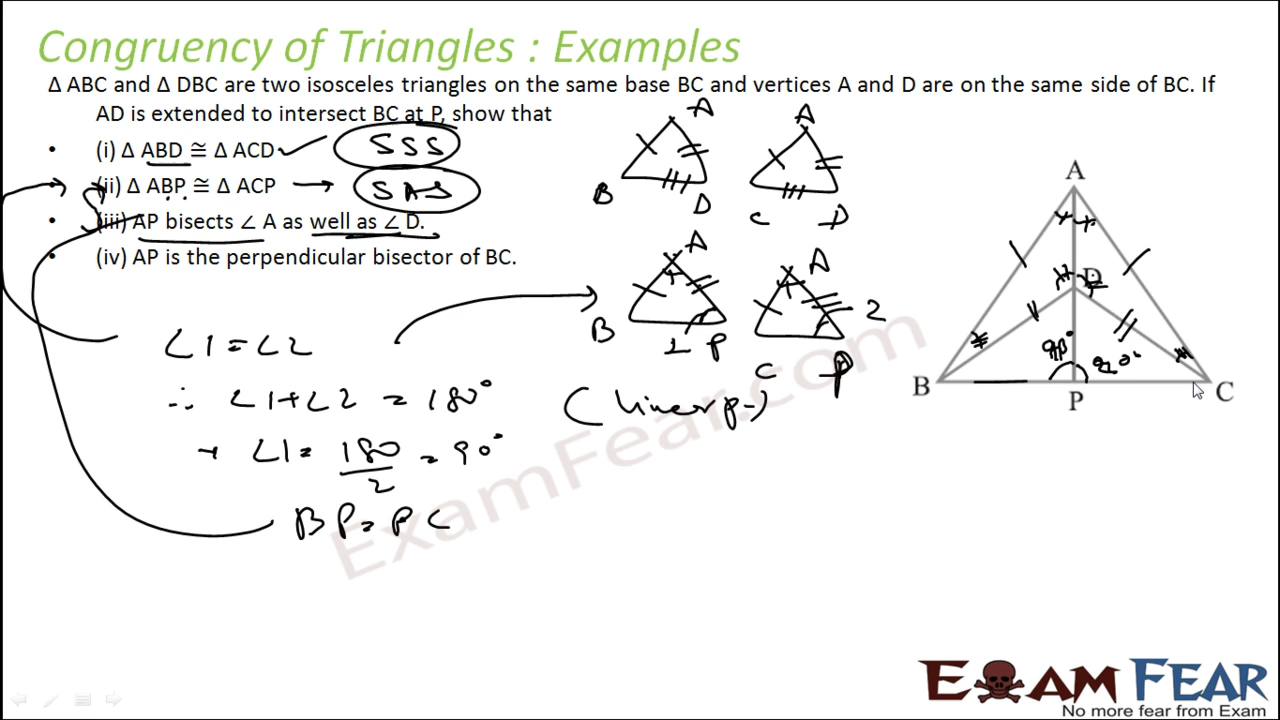 Congruency of Triangles : Examples
Δ ABC and Δ DBC are two isosceles triangles on the same base BC and vertices A and D are on the same side of BC. If
AD is extended to intersect BC at P, show that
• (i) Δ ABD ≅ Δ ACD ✓ SSS
• (ii) Δ ABP ≅ Δ ACP → SAS
• (iii) AP bisects ∠ A as well as ∠ D.
• (iv) AP is the perpendicular bisector of BC.
A A
B D C D
A A
B 1 P C P 2
∠1 = ∠2
∴ ∠1+∠2 = 180° (linear p-)
∠1 = 180/2 = 90°
BP = PC
A
D
90° 90°
B P C
ExamFear.com
EXAM FEAR
No more fear from Exam